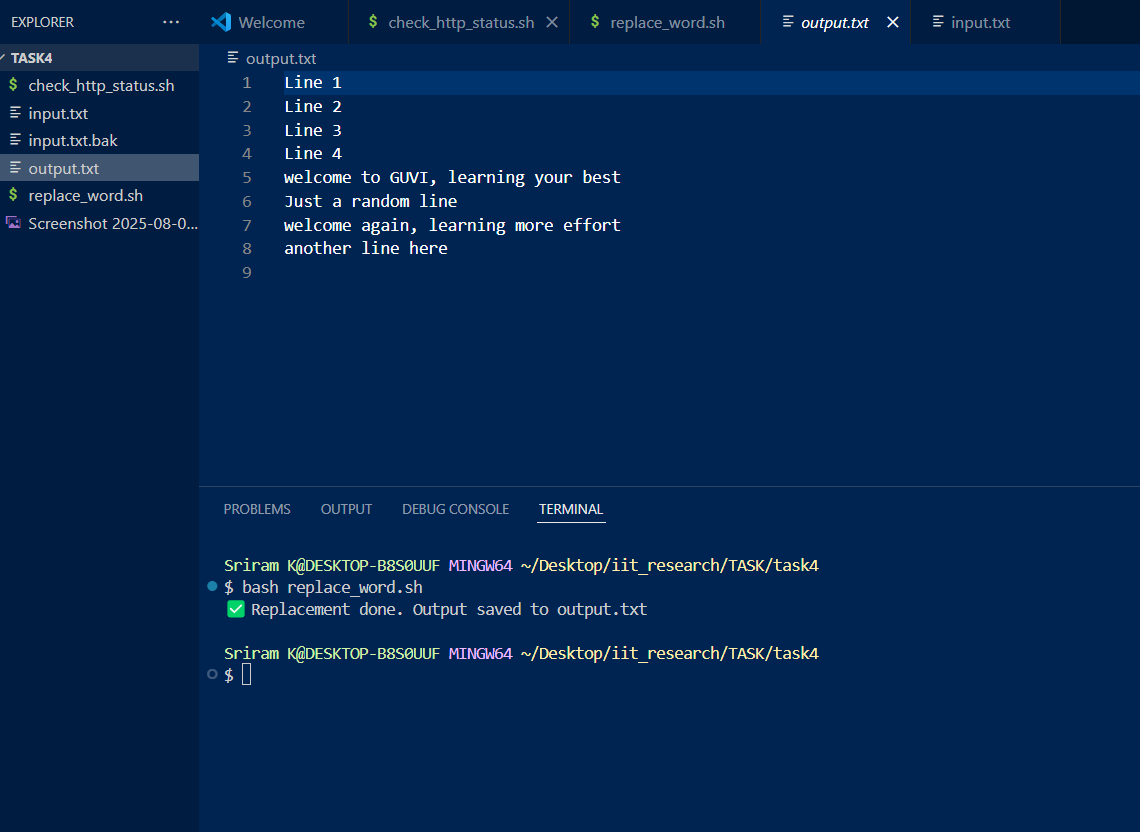 EXPLORER ...
Welcome
$ check_http_status.sh
$ replace_word.sh
output.txt
input.txt
TASK4
$ check_http_status.sh
input.txt
input.txt.bak
output.txt
$ replace_word.sh
Screenshot 2025-08-0...
output.txt
1 Line 1
2 Line 2
3 Line 3
4 Line 4
5 welcome to GUVI, learning your best
6 Just a random line
7 welcome again, learning more effort
8 another line here
9
PROBLEMS OUTPUT DEBUG CONSOLE TERMINAL
Sriram K@DESKTOP-B8S0UUF MINGW64 ~/Desktop/iit_research/TASK/task4
$ bash replace_word.sh
✅ Replacement done. Output saved to output.txt
Sriram K@DESKTOP-B8S0UUF MINGW64 ~/Desktop/iit_research/TASK/task4
$